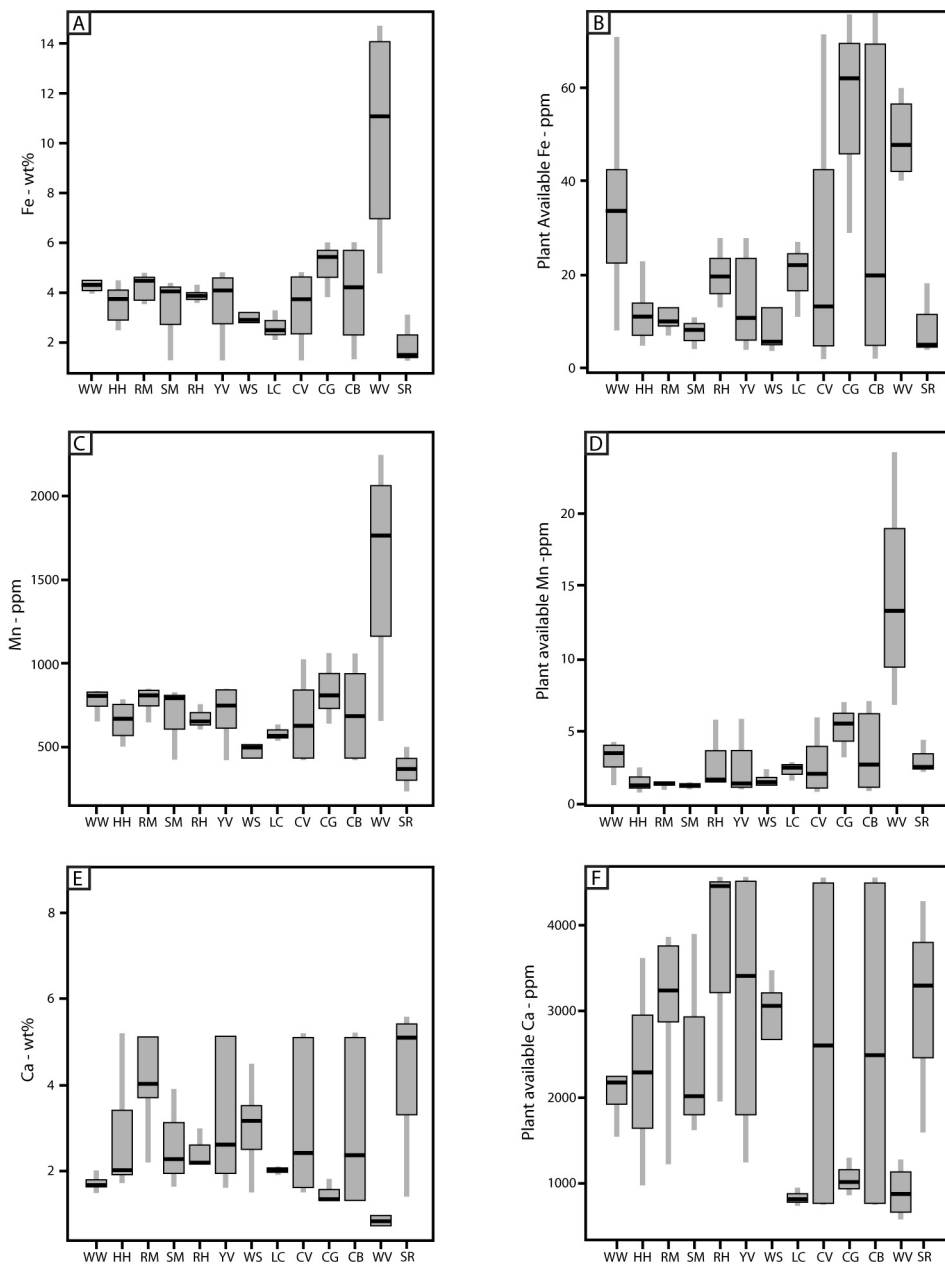 A
Fe - wt%
14
12
10
8
6
4
2
WW HH RM SM RH YV WS LC CV CG CB WV SR
B
Plant Available Fe - ppm
60
40
20
0
WW HH RM SM RH YV WS LC CV CG CB WV SR
C
Mn - ppm
2000
1500
1000
500
WW HH RM SM RH YV WS LC CV CG CB WV SR
D
Plant available Mn -ppm
20
15
10
5
0
WW HH RM SM RH YV WS LC CV CG CB WV SR
E
Ca - wt%
8
6
4
2
WW HH RM SM RH YV WS LC CV CG CB WV SR
F
Plant available Ca - ppm
4000
3000
2000
1000
WW HH RM SM RH YV WS LC CV CG CB WV SR